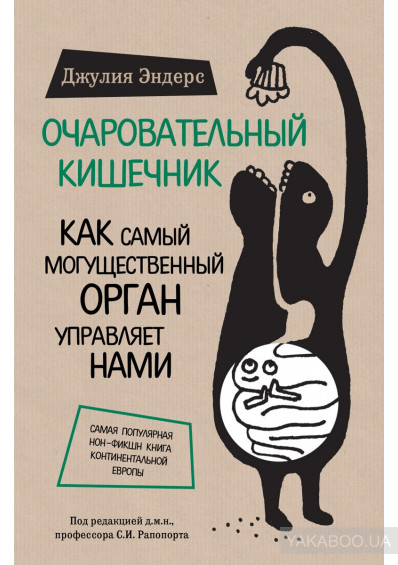 Джулия Эндерс
ОЧАРОВАТЕЛЬНЫЙ
КИШЕЧНИК
КАК САМЫЙ
МОГУЩЕСТВЕННЫЙ
ОРГАН
УПРАВЛЯЕТ
НАМИ
САМАЯ ПОПУЛЯРНАЯ
НОН-ФИКШН КНИГА
КОНТИНЕНТАЛЬНОЙ
ЕВРОПЫ
Под редакцией д.м.н.,
профессора С.И. Рапопорта
YAKABOO.UA